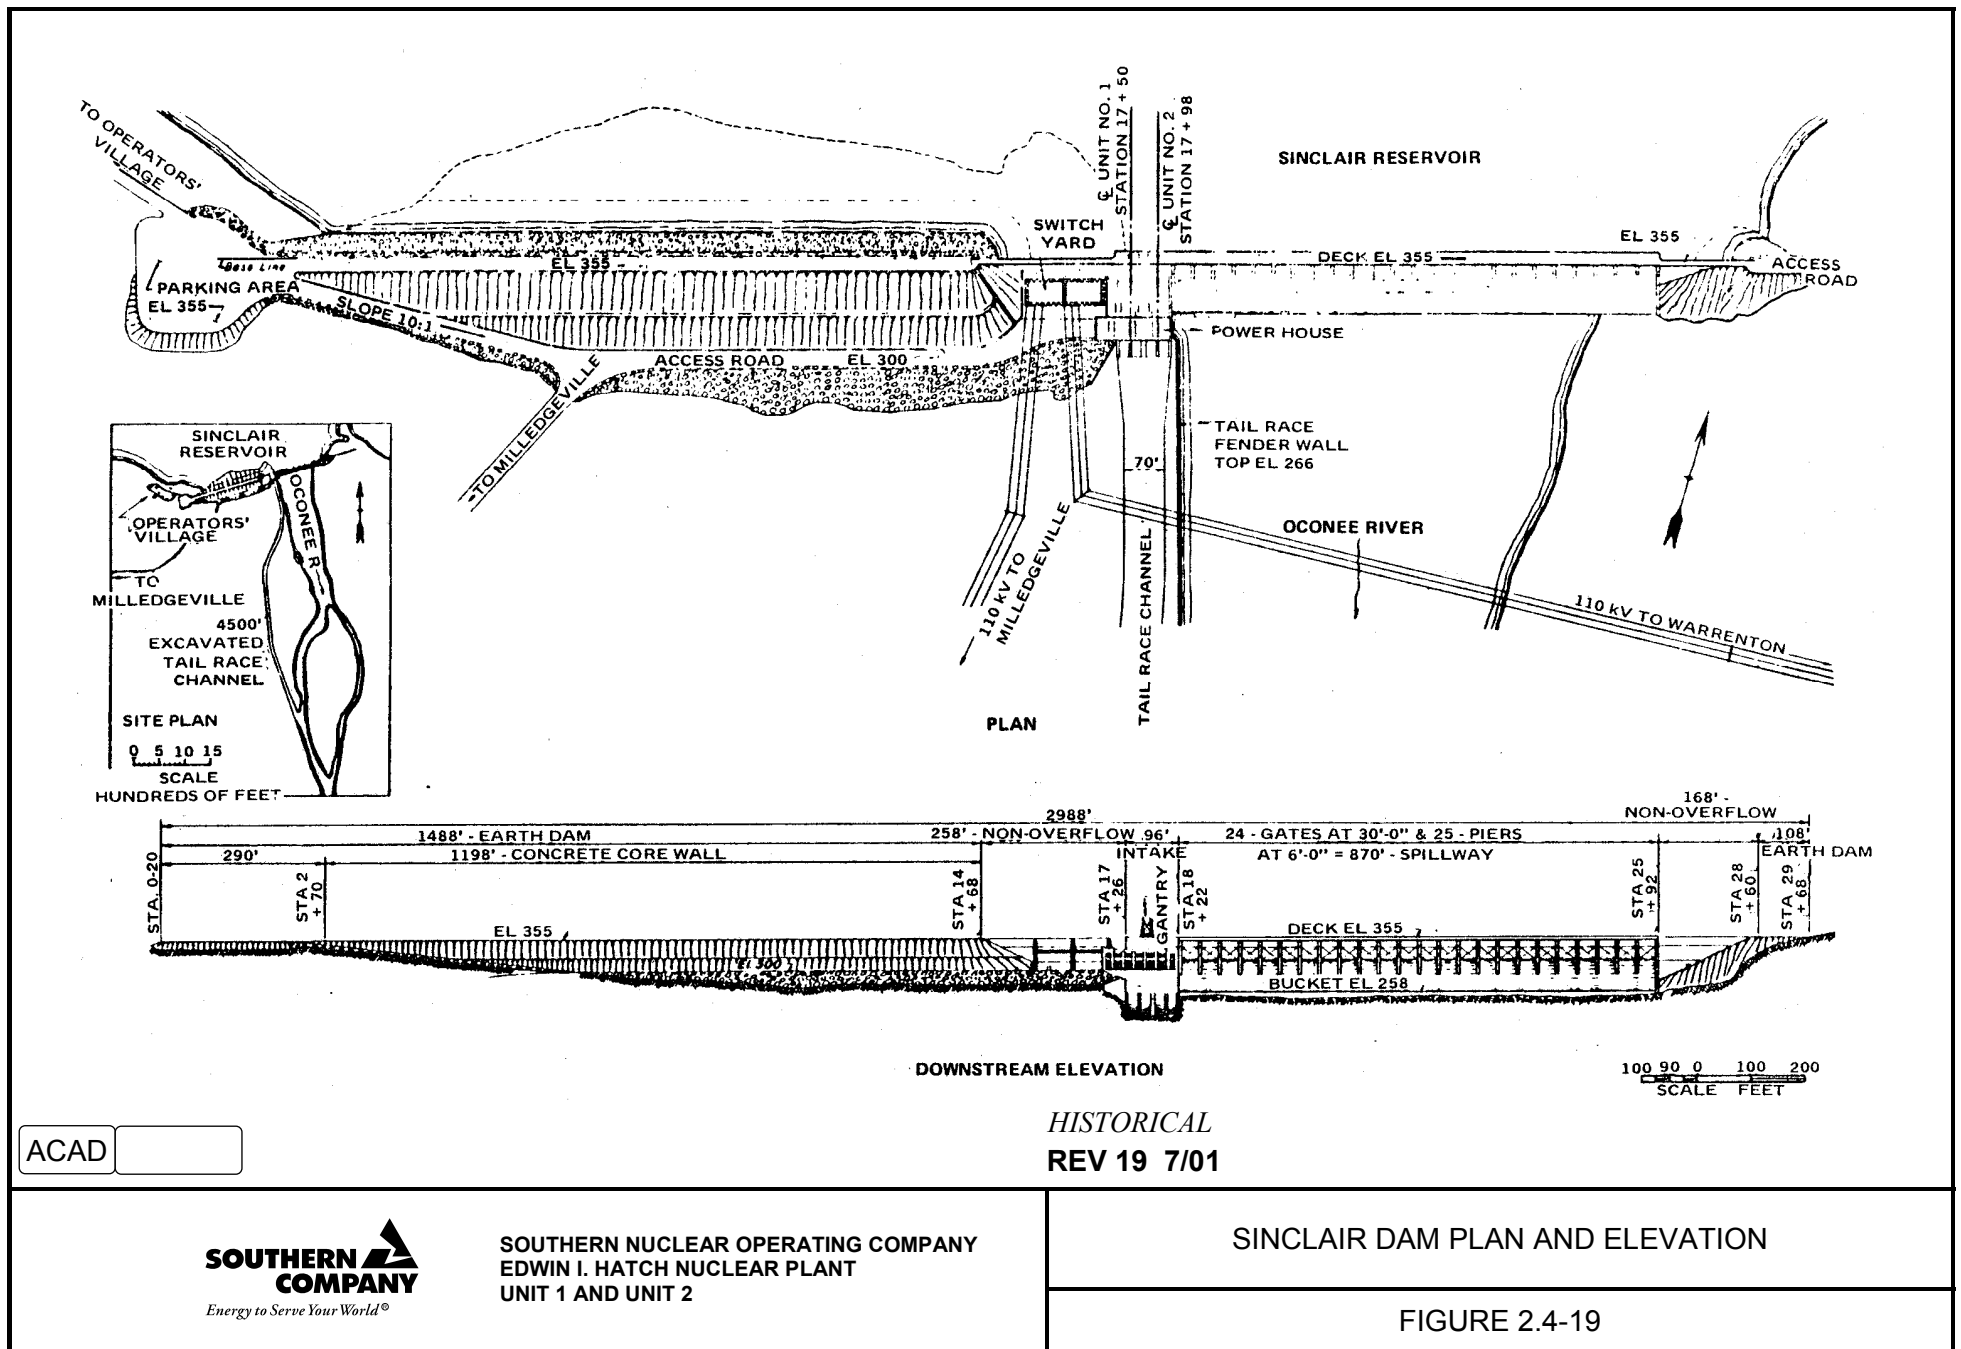 TO OPERATORS'
VILLAGE
℄ UNIT NO. 1
STATION 17 + 50
℄ UNIT NO. 2
STATION 17 + 98
SINCLAIR RESERVOIR
SWITCH
YARD
EL 355
DECK EL 355
EL 355
ACCESS
ROAD
BASE LINE
PARKING AREA
EL 355
SLOPE 10:1
ACCESS ROAD
EL 300
POWER HOUSE
TO MILLEDGEVILLE
TAIL RACE
FENDER WALL
TOP EL 266
70'
OCONEE RIVER
110 kV TO
MILLEDGEVILLE
TAIL RACE CHANNEL
110 kV TO WARRENTON
PLAN
SINCLAIR
RESERVOIR
OCONEE R
OPERATORS'
VILLAGE
TO
MILLEDGEVILLE
4500'
EXCAVATED
TAIL RACE
CHANNEL
SITE PLAN
0 5 10 15
SCALE
HUNDREDS OF FEET
2988'
168' -
NON-OVERFLOW
1488' - EARTH DAM
258' - NON-OVERFLOW
96'
INTAKE
24 - GATES AT 30'-0" & 25 - PIERS
AT 6'-0" = 870' - SPILLWAY
108'
EARTH DAM
290'
1198' - CONCRETE CORE WALL
STA. 0-20
STA 2
+ 70
STA 14
+ 68
STA 17
+ 26
GANTRY
STA 18
+ 22
STA 25
+ 92
STA 28
+ 60
STA 29
+ 68
EL 355
El 300
DECK EL 355
BUCKET EL 258
DOWNSTREAM ELEVATION
100 90 0 100 200
SCALE FEET
HISTORICAL
REV 19 7/01
ACAD
SOUTHERN
COMPANY
Energy to Serve Your World®
SOUTHERN NUCLEAR OPERATING COMPANY
EDWIN I. HATCH NUCLEAR PLANT
UNIT 1 AND UNIT 2
SINCLAIR DAM PLAN AND ELEVATION
FIGURE 2.4-19